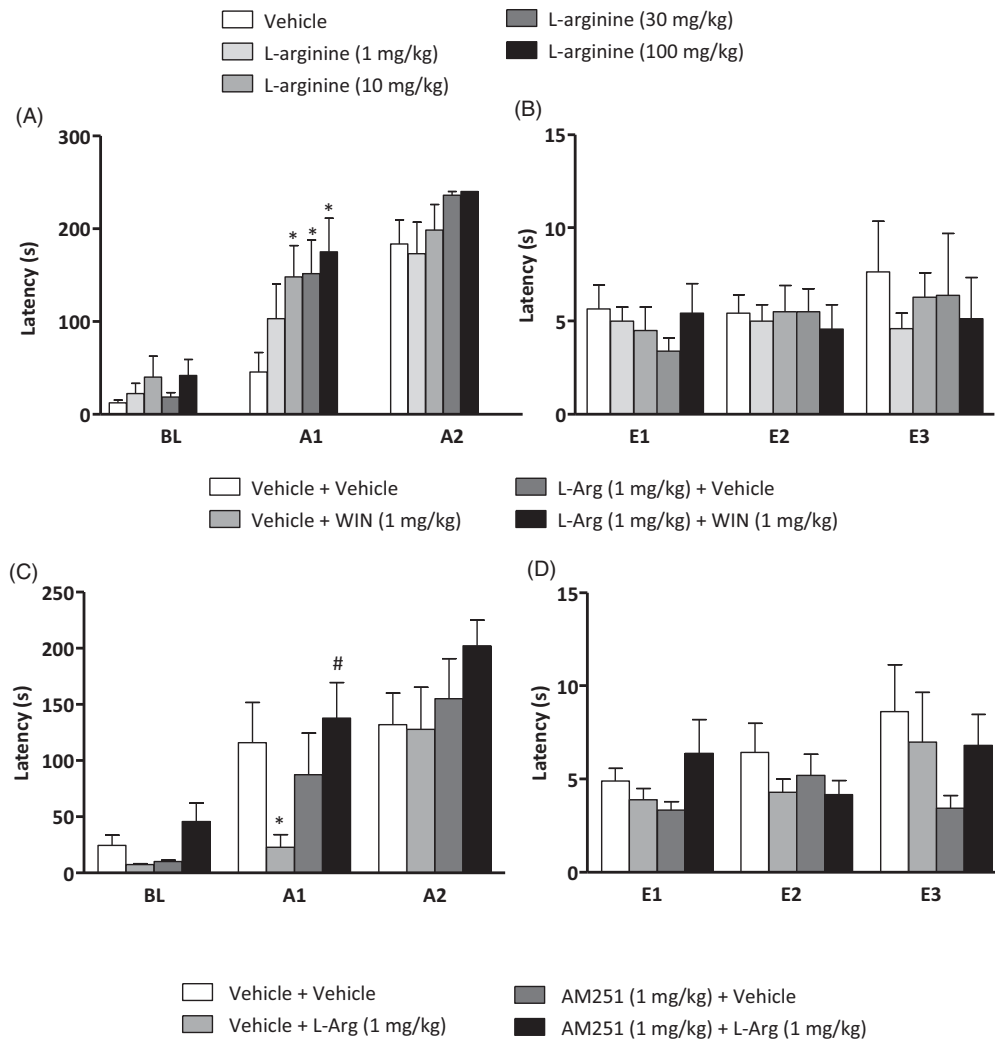 Vehicle
L-arginine (1 mg/kg)
L-arginine (10 mg/kg)
L-arginine (30 mg/kg)
L-arginine (100 mg/kg)
(A)
300
200
100
0
Latency (s)
* * *
BL A1 A2
(B)
15
10
5
0
Latency (s)
E1 E2 E3
Vehicle + Vehicle
Vehicle + WIN (1 mg/kg)
L-Arg (1 mg/kg) + Vehicle
L-Arg (1 mg/kg) + WIN (1 mg/kg)
(C)
250
200
150
100
50
0
Latency (s)
* #
BL A1 A2
(D)
15
10
5
0
Latency (s)
E1 E2 E3
Vehicle + Vehicle
Vehicle + L-Arg (1 mg/kg)
AM251 (1 mg/kg) + Vehicle
AM251 (1 mg/kg) + L-Arg (1 mg/kg)